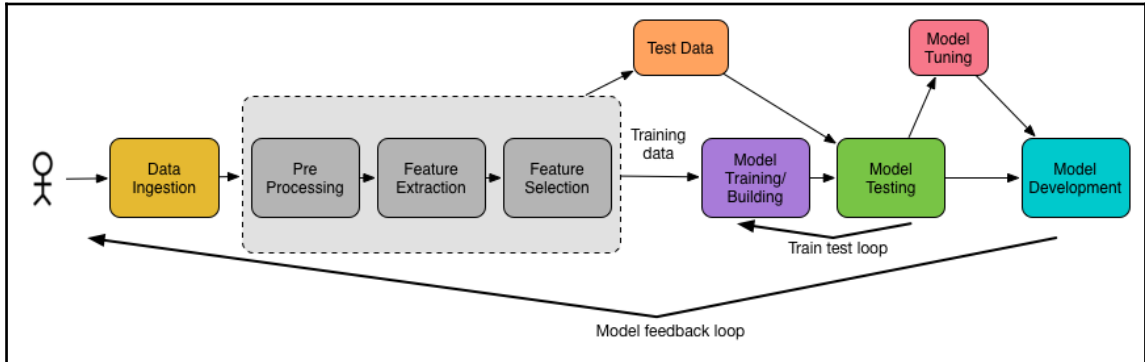 Test Data
Model
Tuning
Training
data
Data
Ingestion
Pre
Processing
Feature
Extraction
Feature
Selection
Model
Training/
Building
Model
Testing
Model
Development
Train test loop
Model feedback loop